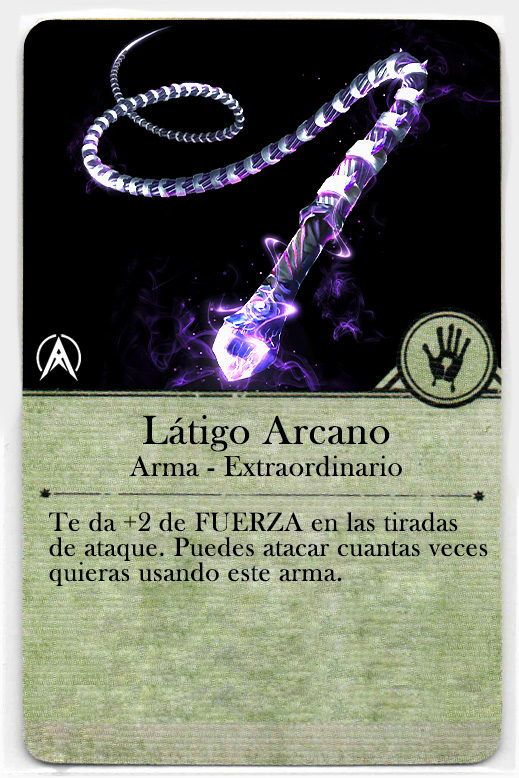 Látigo Arcano
Arma - Extraordinario
Te da +2 de FUERZA en las tiradas
de ataque. Puedes atacar cuantas veces
quieras usando este arma.